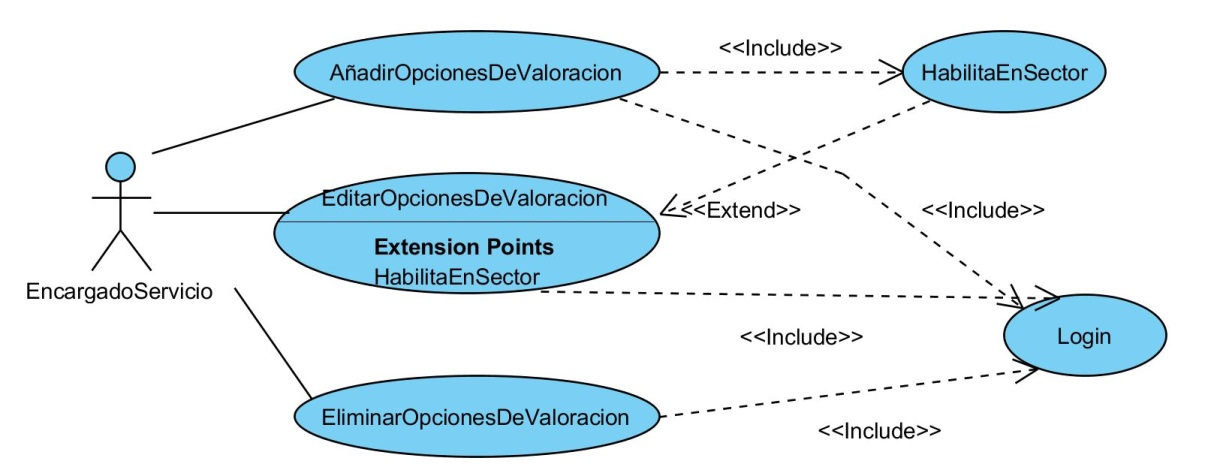 <<Include>>
AñadirOpcionesDeValoracion
HabilitaEnSector
EditarOpcionesDeValoracion
<<Extend>>
<<Include>>
Extension Points
HabilitaEnSector
EncargadoServicio
<<Include>>
Login
EliminarOpcionesDeValoracion
<<Include>>